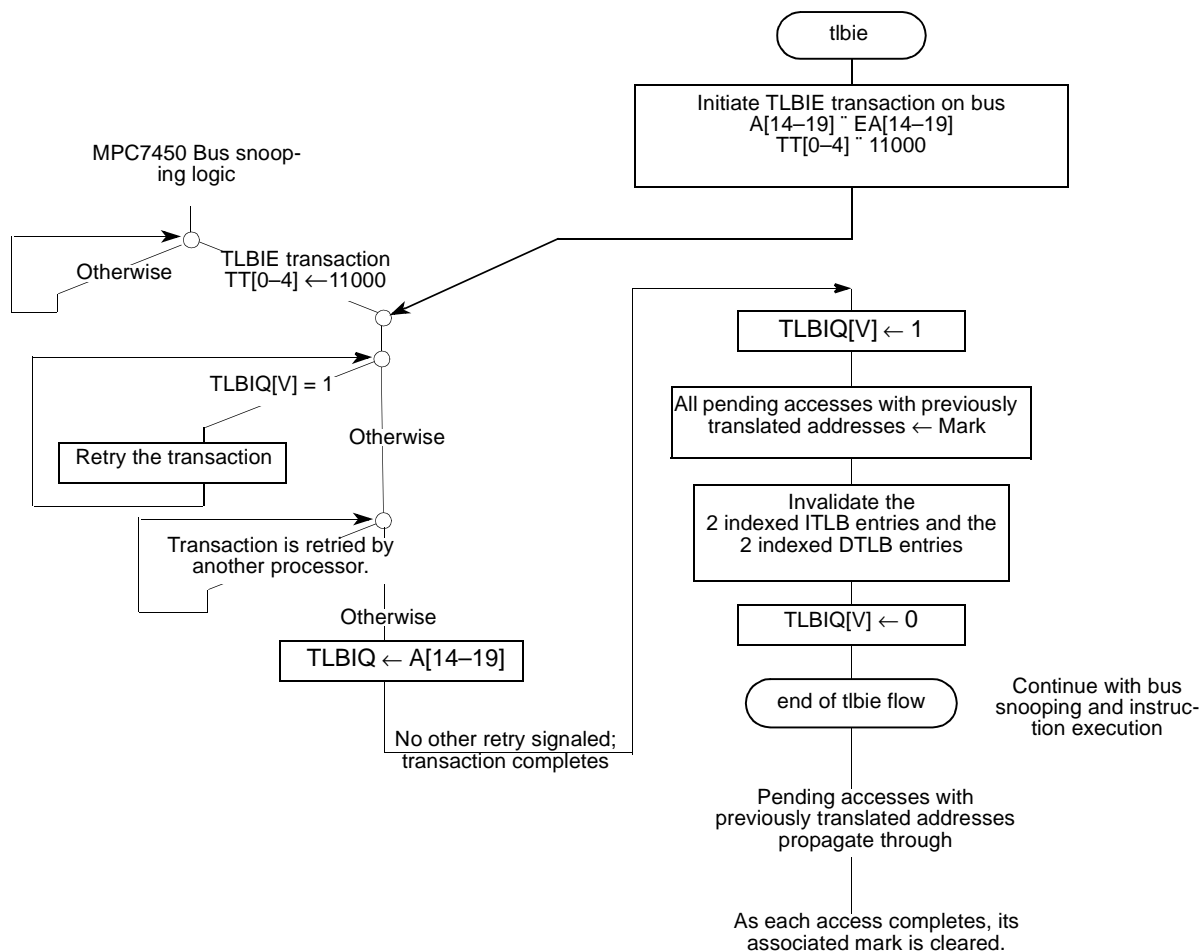 tlbie
Initiate TLBIE transaction on bus
A[14–19] ¨ EA[14–19]
TT[0–4] ¨ 11000
MPC7450 Bus snoop-
ing logic
Otherwise
TLBIE transaction
TT[0–4] ←11000
TLBIQ[V] = 1
Retry the transaction
Otherwise
Transaction is retried by
another processor.
Otherwise
TLBIQ ← A[14–19]
No other retry signaled;
transaction completes
TLBIQ[V] ← 1
All pending accesses with previously
translated addresses ← Mark
Invalidate the
2 indexed ITLB entries and the
2 indexed DTLB entries
TLBIQ[V] ← 0
end of tlbie flow
Continue with bus
snooping and instruc-
tion execution
Pending accesses with
previously translated addresses
propagate through
As each access completes, its
associated mark is cleared.